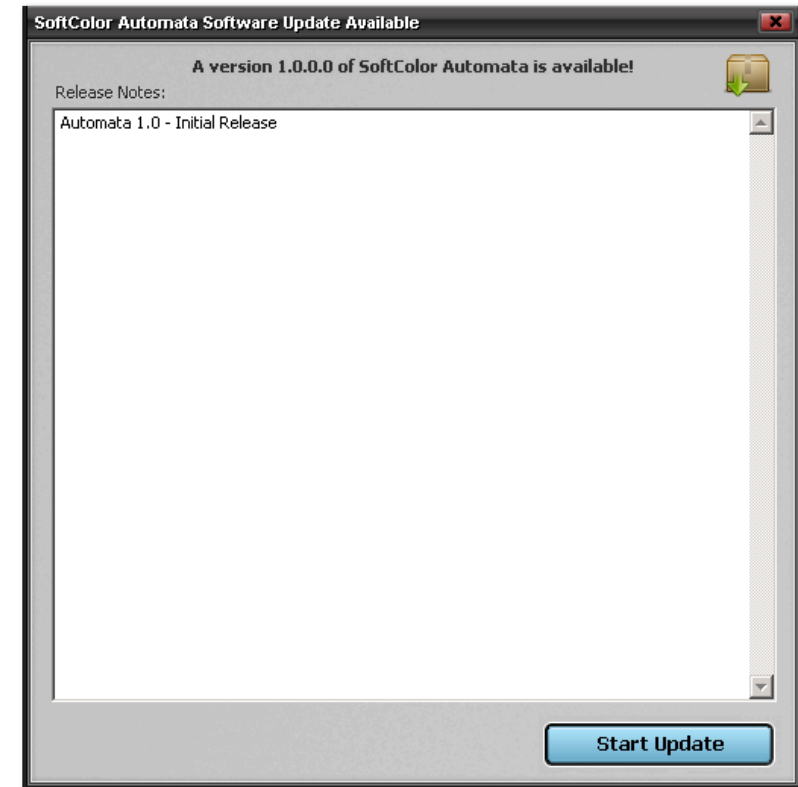 SoftColor Automata Software Update Available
A version 1.0.0.0 of SoftColor Automata is available!
Release Notes:
Automata 1.0 - Initial Release
Start Update